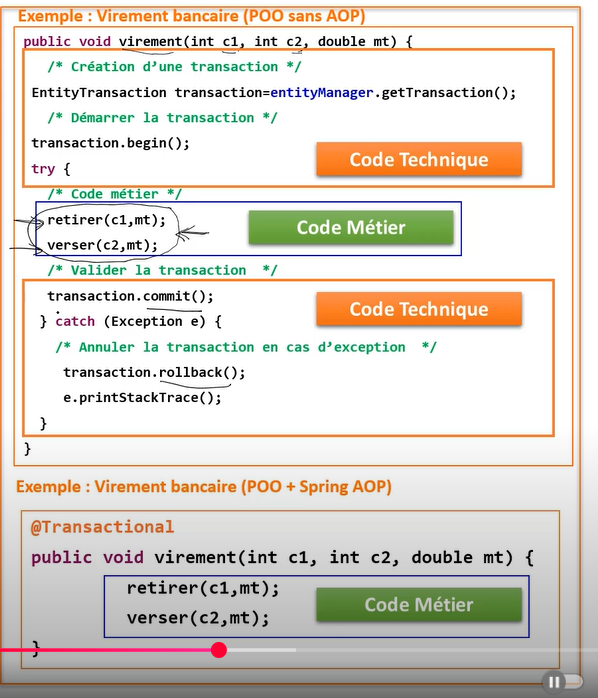 Exemple : Virement bancaire (POO sans AOP)
public void virement(int c1, int c2, double mt) {
/* Création d'une transaction */
EntityTransaction transaction=entityManager.getTransaction();
/* Démarrer la transaction */
transaction.begin();
try {
Code Technique
/* Code métier */
retirer(c1,mt);
verser(c2,mt);
Code Métier
/* Valider la transaction */
transaction.commit();
} catch (Exception e) {
Code Technique
/* Annuler la transaction en cas d'exception */
transaction.rollback();
e.printStackTrace();
}
}
Exemple : Virement bancaire (POO + Spring AOP)
@Transactional
public void virement(int c1, int c2, double mt) {
retirer(c1,mt);
verser(c2,mt);
Code Métier
}